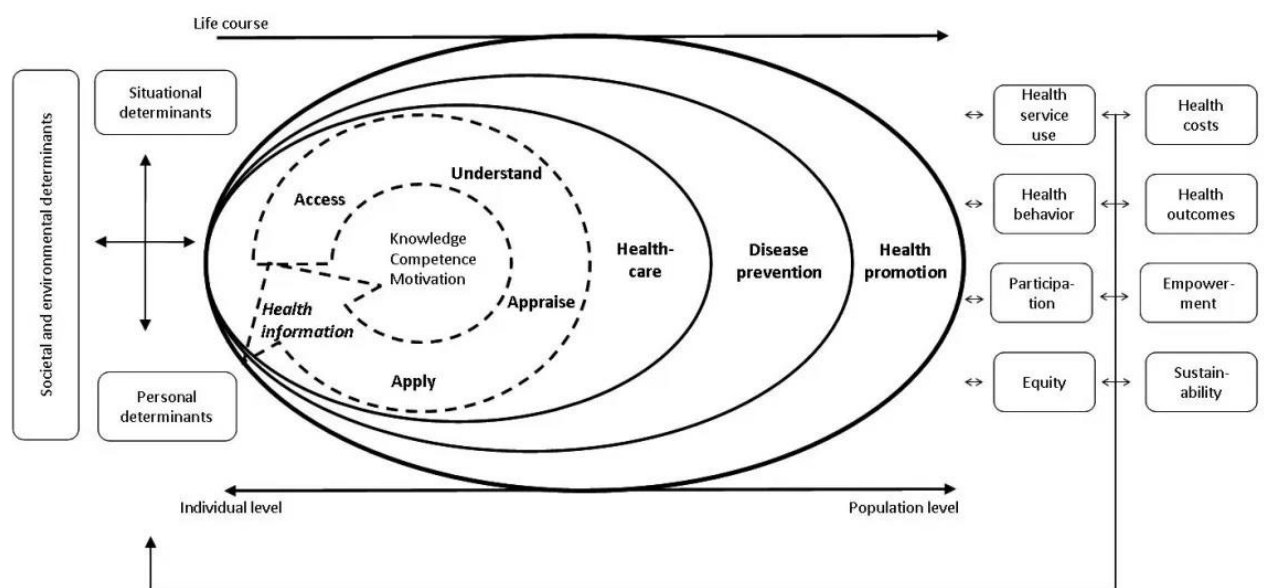 Life course
Societal and environmental determinants
Situational
determinants
Personal
determinants
Access
Understand
Knowledge
Competence
Motivation
Appraise
Health
information
Apply
Health-
care
Disease
prevention
Health
promotion
Health
service
use
Health
costs
Health
behavior
Health
outcomes
Participa-
tion
Empower-
ment
Equity
Sustain-
ability
Individual level
Population level